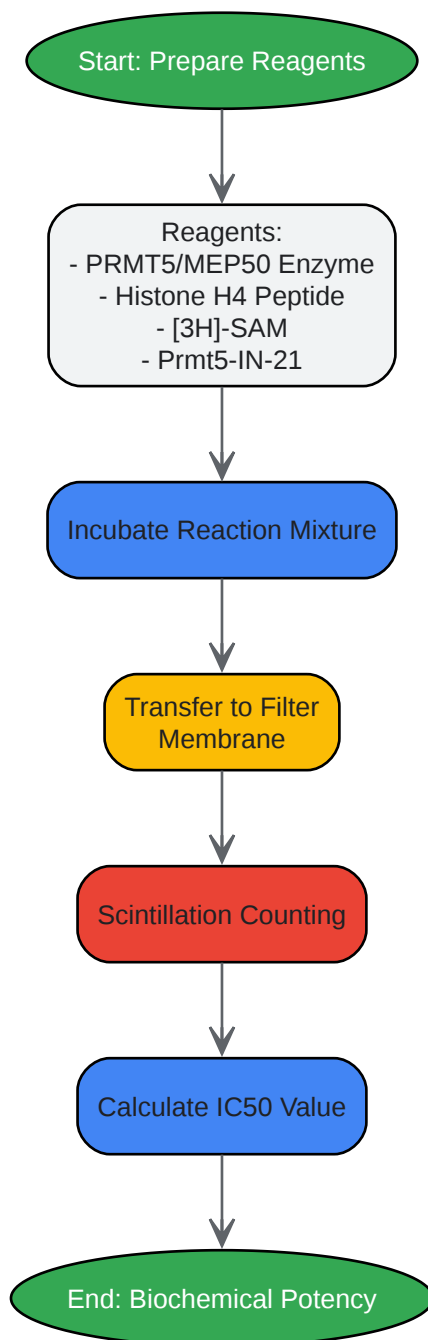 Start: Prepare Reagents
Reagents:
- PRMT5/MEP50 Enzyme
- Histone H4 Peptide
- [3H]-SAM
- Prmt5-IN-21
Incubate Reaction Mixture
Transfer to Filter
Membrane
Scintillation Counting
Calculate IC50 Value
End: Biochemical Potency